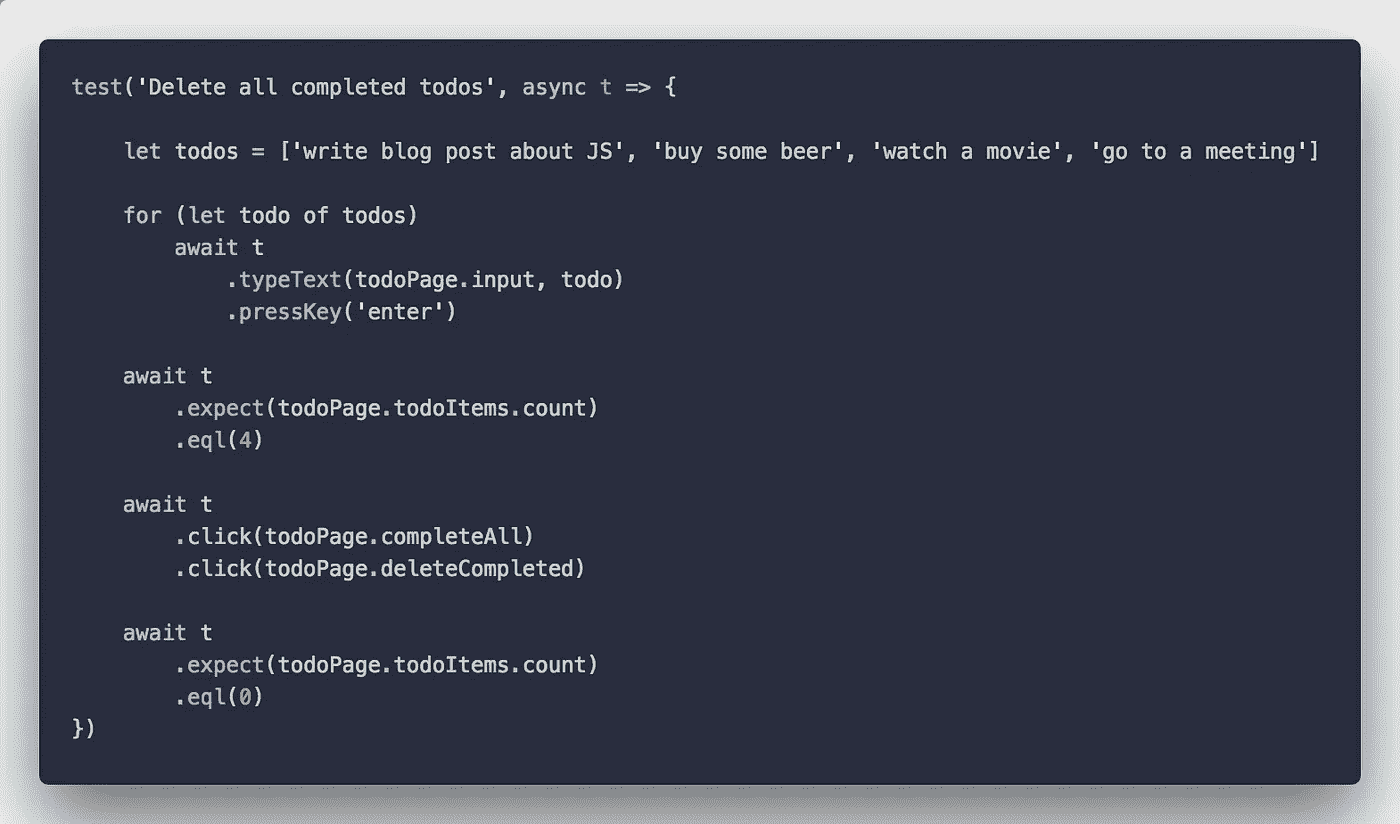 test('Delete all completed todos', async t => {
let todos = ['write blog post about JS', 'buy some beer', 'watch a movie', 'go to a meeting']
for (let todo of todos)
await t
.typeText(todoPage.input, todo)
.pressKey('enter')
await t
.expect(todoPage.todoItems.count)
.eql(4)
await t
.click(todoPage.completeAll)
.click(todoPage.deleteCompleted)
await t
.expect(todoPage.todoItems.count)
.eql(0)
})